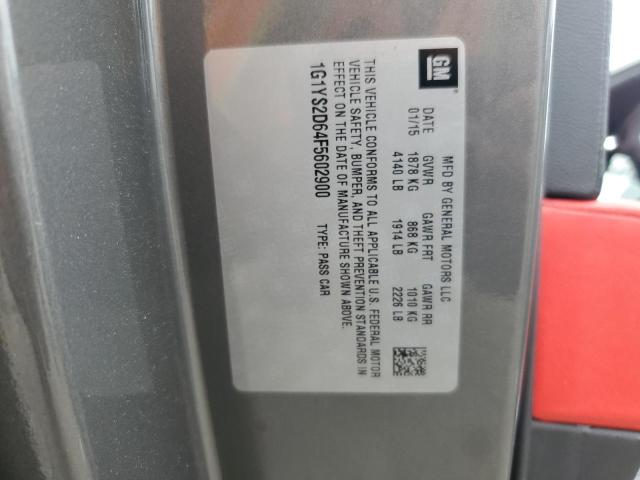 GM
MFD BY GENERAL MOTORS LLC
DATE GVWR GAWR FRT GAWR RR
01/15 1878 KG 868 KG 1010 KG
4140 LB 1914 LB 2226 LB
THIS VEHICLE CONFORMS TO ALL APPLICABLE U.S. FEDERAL MOTOR
VEHICLE SAFETY, BUMPER, AND THEFT PREVENTION STANDARDS IN
EFFECT ON THE DATE OF MANUFACTURE SHOWN ABOVE.
1G1YS2D64F5602900 TYPE: PASS CAR